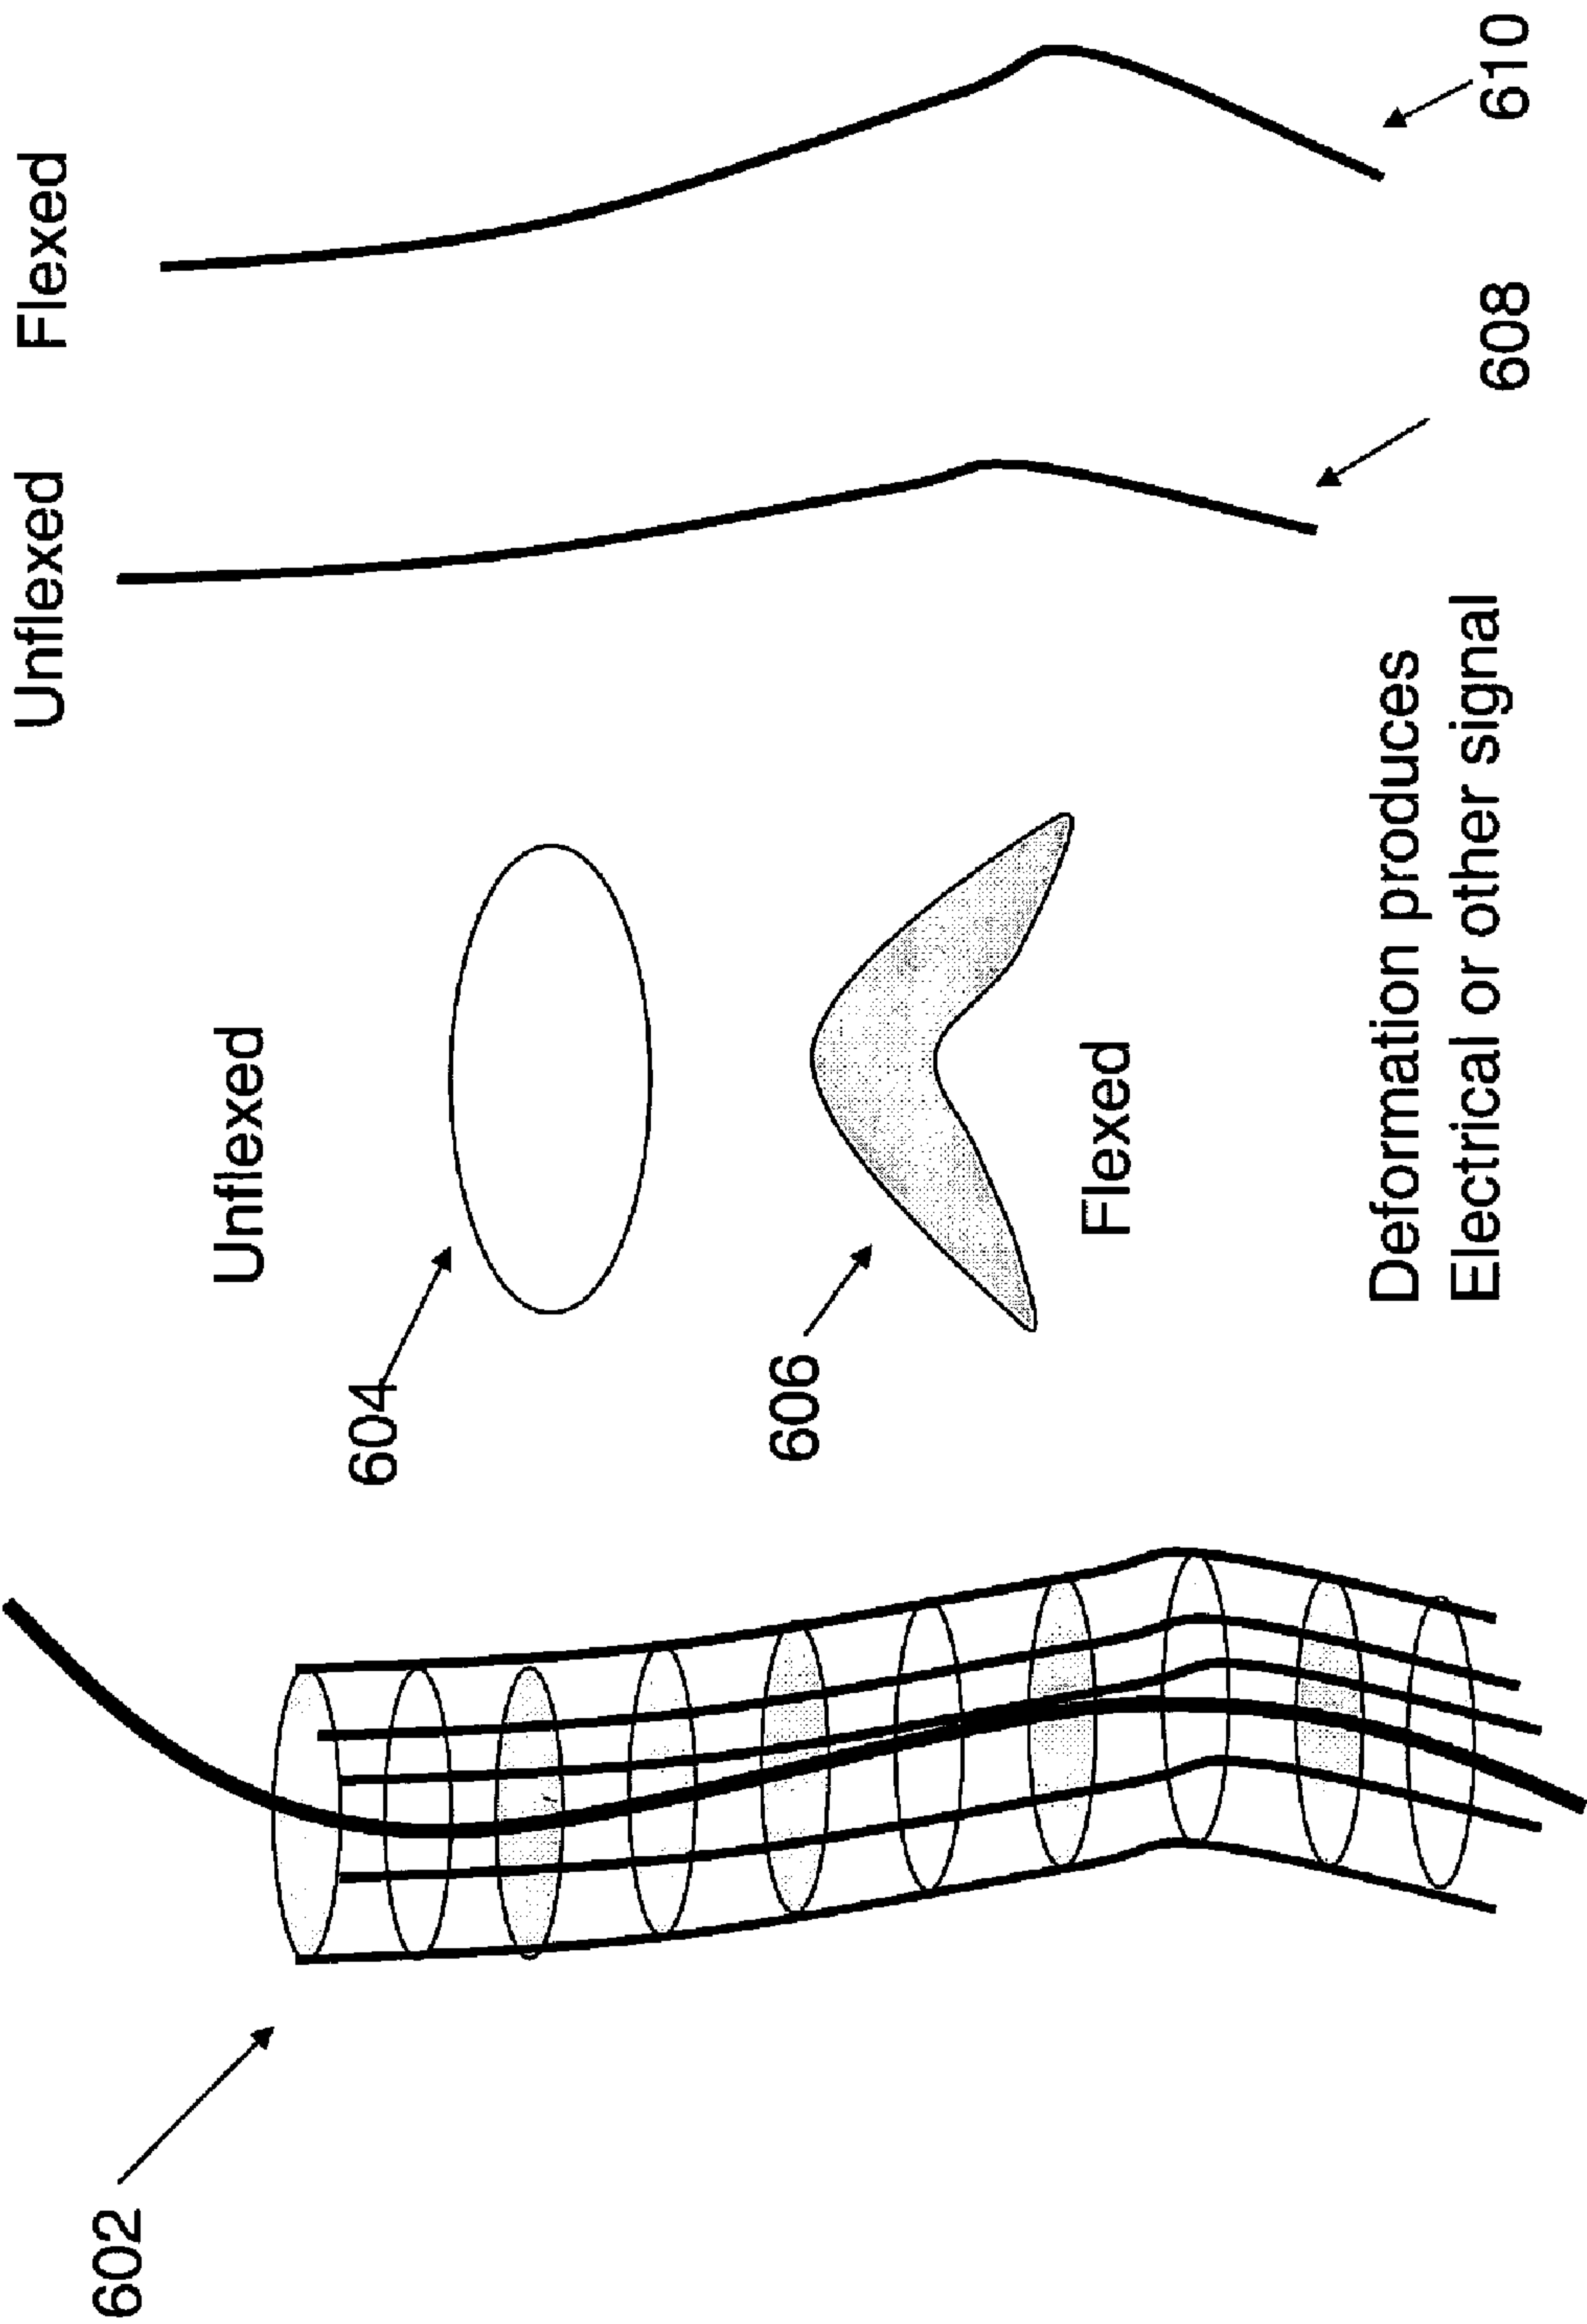 602
604
Unflexed
606
Flexed
Deformation produces
Electrical or other signal
Unflexed
608
Flexed
610